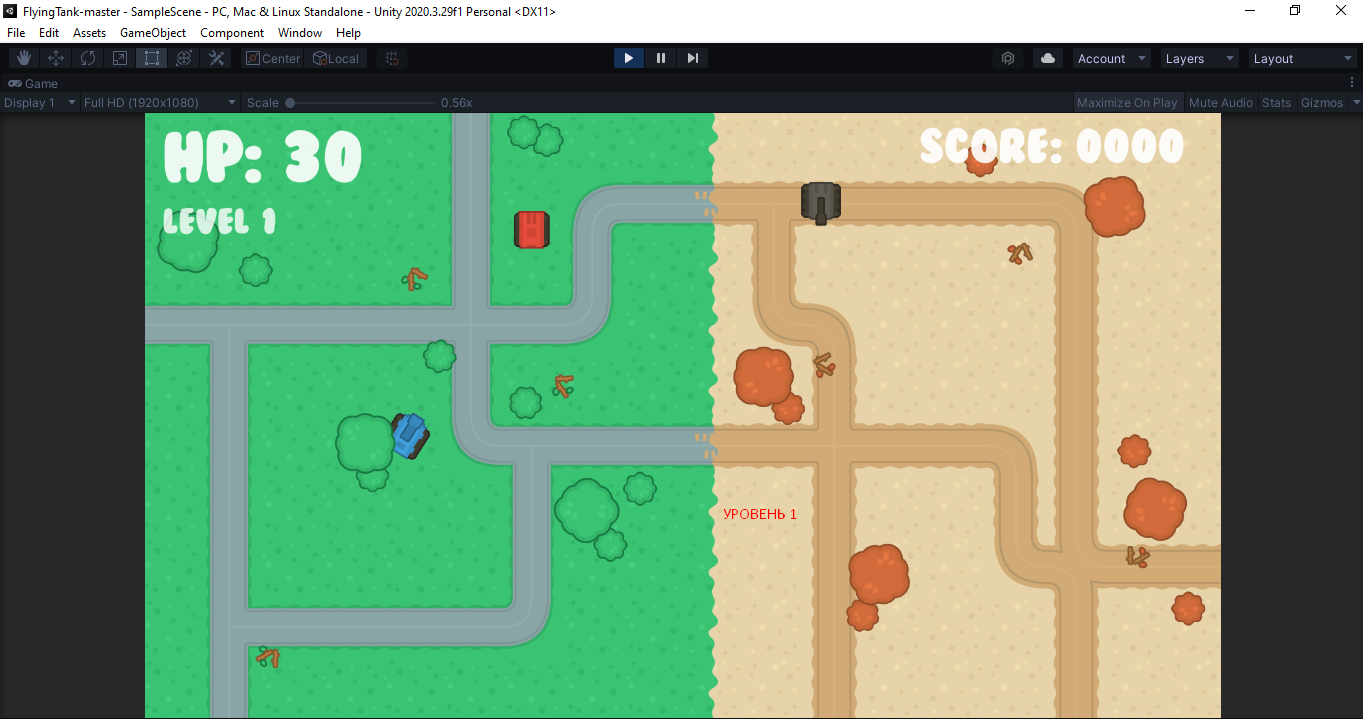 FlyingTank-master - SampleScene - PC, Mac & Linux Standalone - Unity 2020.3.29f1 Personal <DX11>
File Edit Assets GameObject Component Window Help
Center Local Account Layers Layout
Game
Display 1 Full HD (1920x1080) Scale 0.56x Maximize On Play Mute Audio Stats Gizmos
HP: 30 SCORE: 0000
LEVEL 1
УРОВЕНЬ 1